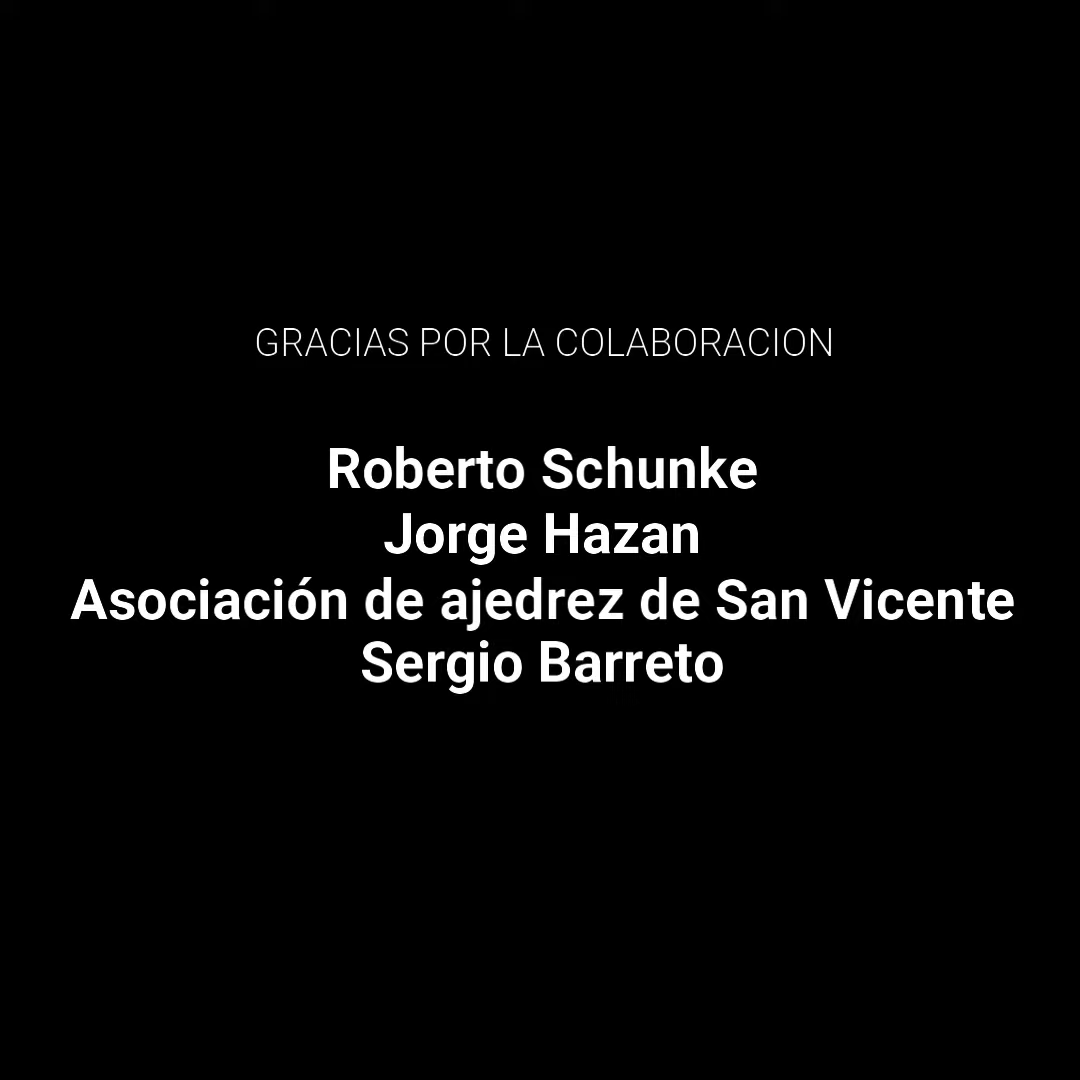 GRACIAS POR LA COLABORACION
Roberto Schunke
Jorge Hazan
Asociación de ajedrez de San Vicente
Sergio Barreto